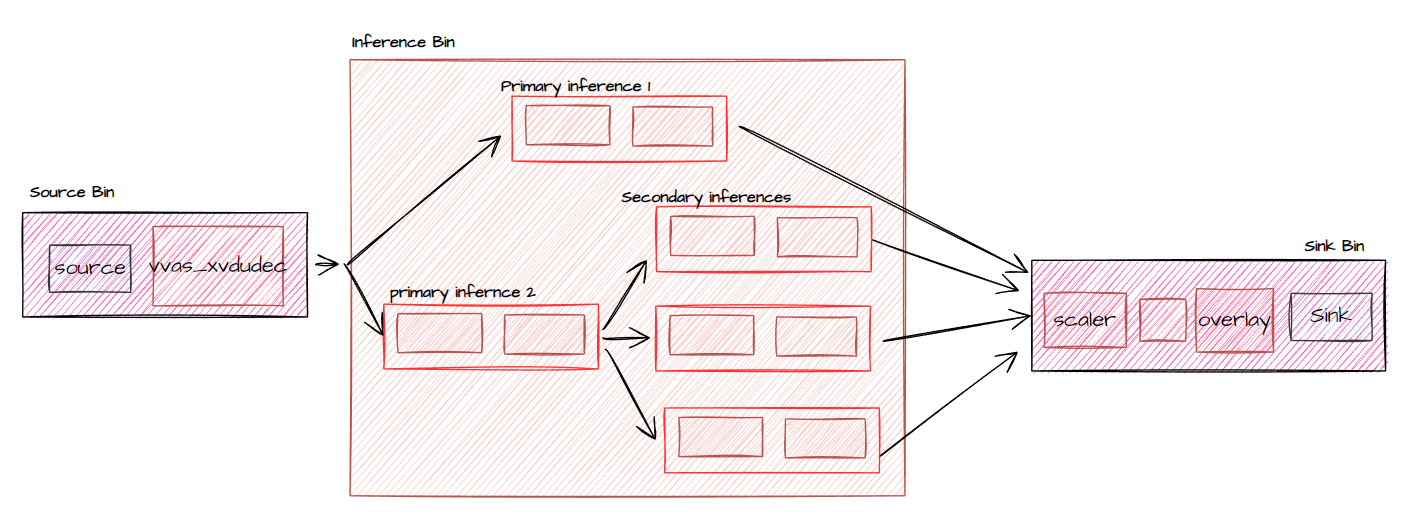 Inference Bin
Primary inference 1
Source Bin
Secondary inferences
source
vvas_xvdudec
primary infernce 2
Sink Bin
scaler
overlay
Sink